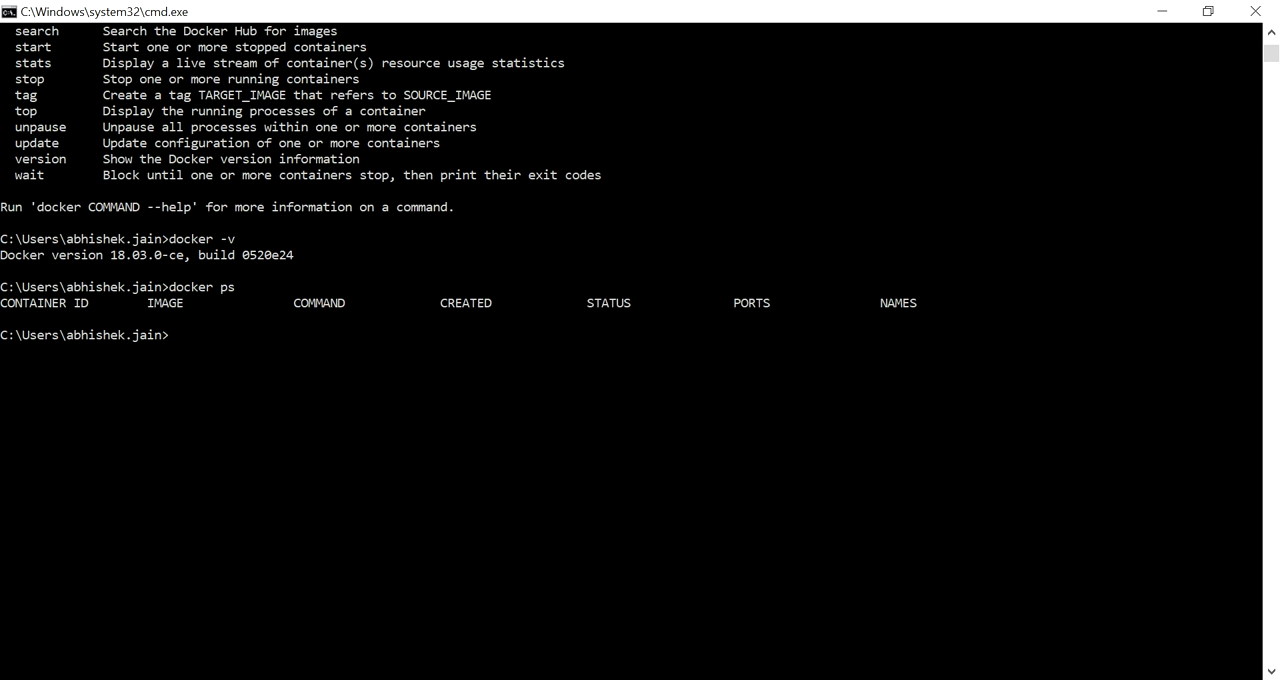 C:\Windows\system32\cmd.exe
search Search the Docker Hub for images
start Start one or more stopped containers
stats Display a live stream of container(s) resource usage statistics
stop Stop one or more running containers
tag Create a tag TARGET_IMAGE that refers to SOURCE_IMAGE
top Display the running processes of a container
unpause Unpause all processes within one or more containers
update Update configuration of one or more containers
version Show the Docker version information
wait Block until one or more containers stop, then print their exit codes
Run 'docker COMMAND --help' for more information on a command.
C:\Users\abhishek.jain>docker -v
Docker version 18.03.0-ce, build 0520e24
C:\Users\abhishek.jain>docker ps
CONTAINER ID IMAGE COMMAND CREATED STATUS PORTS NAMES
C:\Users\abhishek.jain>